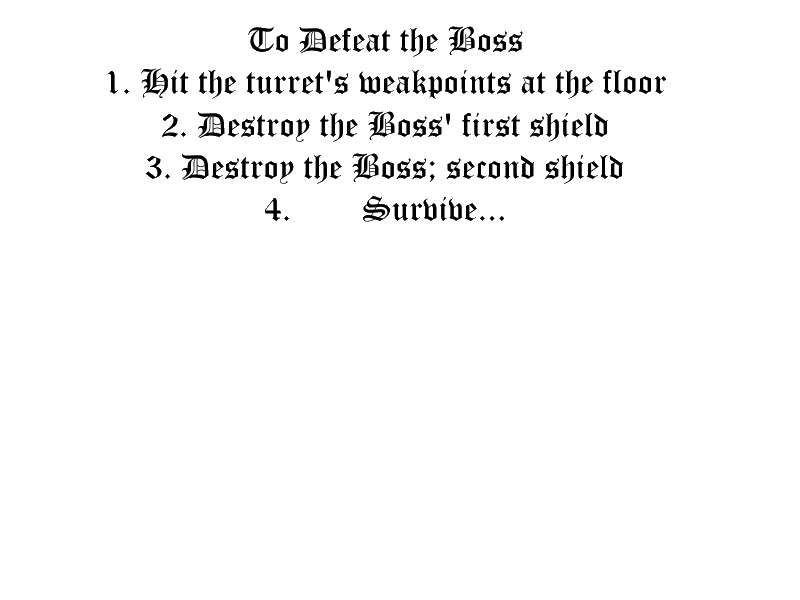 To Defeat the Boss
1. Hit the turret's weakpoints at the floor
2. Destroy the Boss' first shield
3. Destroy the Boss; second shield
4. Survive...